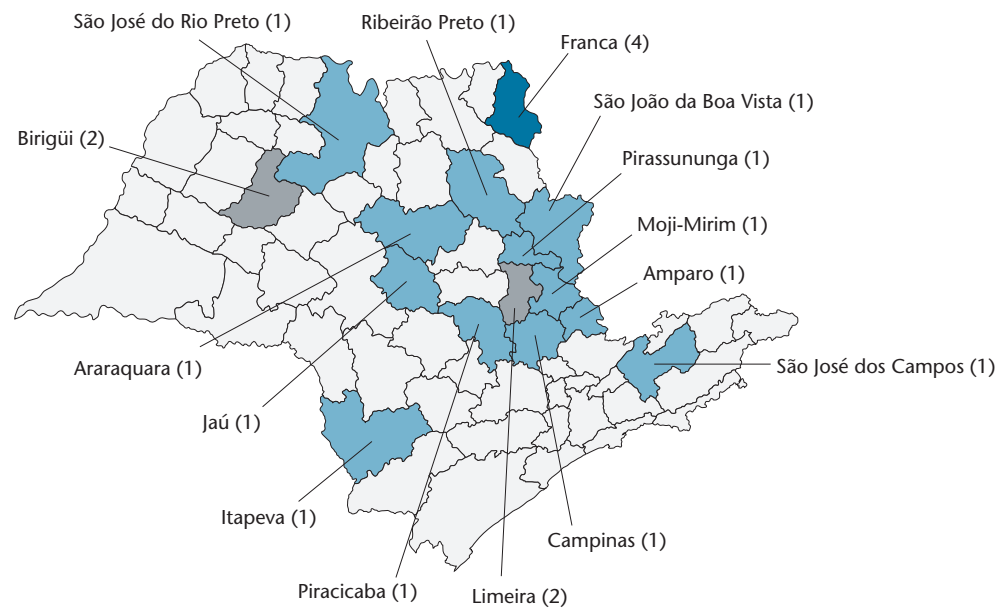 São José do Rio Preto (1)
Ribeirão Preto (1)
Franca (4)
São João da Boa Vista (1)
Birigüi (2)
Pirassununga (1)
Moji-Mirim (1)
Amparo (1)
Araraquara (1)
São José dos Campos (1)
Jaú (1)
Itapeva (1)
Campinas (1)
Piracicaba (1)
Limeira (2)